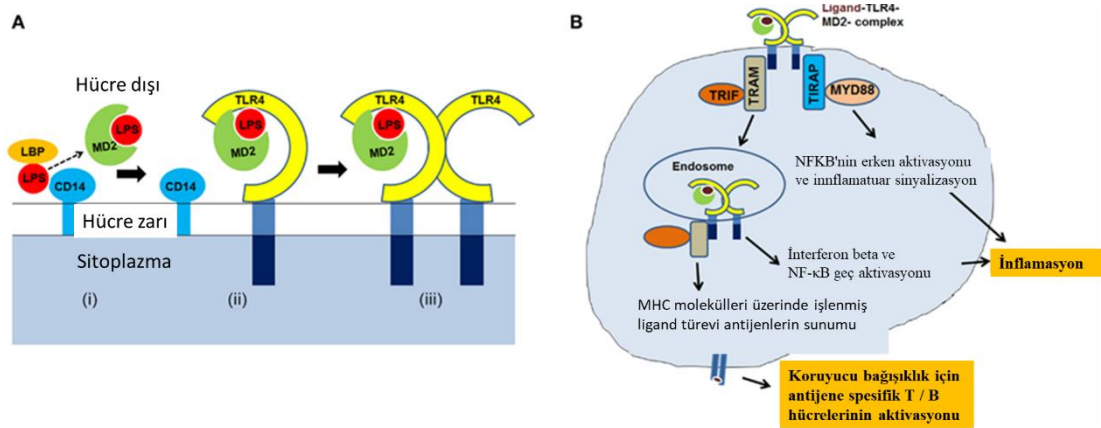 A
Hücre dışı
LBP
LPS
CD14
LPS
MD2
CD14
TLR4
LPS
MD2
TLR4
LPS
MD2
TLR4
Hücre zarı
Sitoplazma
(i)
(ii)
(iii)
B
Ligand-TLR4-
MD2- complex
TRIF
TRAM
TIRAP
MYD88
Endosome
NFKB'nin erken aktivasyonu
ve innflamatuar sinyalizasyon
İnterferon beta ve
NF-κB geç aktivasyonu
İnflamasyon
MHC molekülleri üzerinde işlenmiş
ligand türevi antijenlerin sunumu
Koruyucu bağışıklık için
antijene spesifik T / B
hücrelerinin aktivasyonu